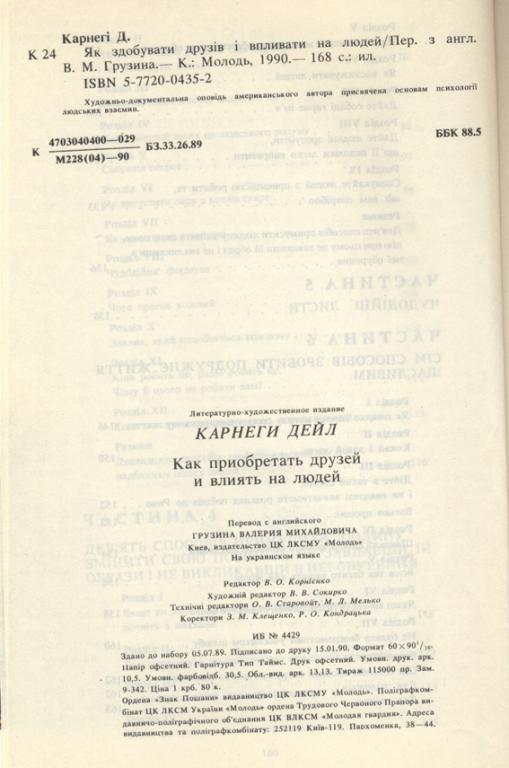 Карнегі Д.
К 24 Як здобувати друзів і впливати на людей/Пер. з англ.
В. М. Грузина.— К.: Молодь, 1990.— 168 с.: ил.
ISBN 5-7720-0435-2
Художньо-документальна оповідь американського автора присвячена основам психології
людських взаємин.
К 4703040400—029
М228(04)—90 БЗ.33.26.89 ББК 88.5
Литературно-художественное издание
КАРНЕГИ ДЕЙЛ
Как приобретать друзей
и влиять на людей
Перевод с английского
ГРУЗИНА ВАЛЕРИЯ МИХАЙЛОВИЧА
Киев, издательство ЦК ЛКСМУ «Молодь»
На украинском языке
Редактор В. О. Корнієнко
Художній редактор В. В. Сокирко
Технічні редактори О. В. Старовойт, М. Л. Мелько
Коректори З. М. Клещенко, Р. О. Кондрацька
ИБ № 4429
Здано до набору 05.07.89. Підписано до друку 15.01.90. Формат 60×90¹/₁₆.
Папір офсетний. Гарнітура Тип Таймс. Друк офсетний. Умовн. друк. арк.
10,5. Умовн. фарбовідб. 30,5. Обл.-вид. арк. 13,13. Тираж 115000 пр. Зам.
9-342. Ціна 1 крб. 80 к.
Ордена «Знак Пошани» видавництво ЦК ЛКСМУ «Молодь». Поліграфком-
бінат ЦК ЛКСМ України «Молодь» ордена Трудового Червоного Прапора ви-
давничо-поліграфічного об'єднання ЦК ВЛКСМ «Молодая гвардия». Адреса
видавництва та поліграфкомбінату: 252119 Київ-119. Пархоменка, 38—44.